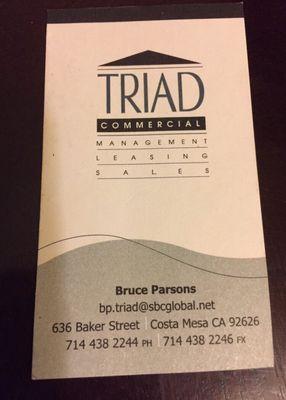 TRIAD
COMMERCIAL
MANAGEMENT
LEASING
SALES
Bruce Parsons
bp.triad@sbcglobal.net
636 Baker Street | Costa Mesa CA 92626
714 438 2244 PH | 714 438 2246 FX